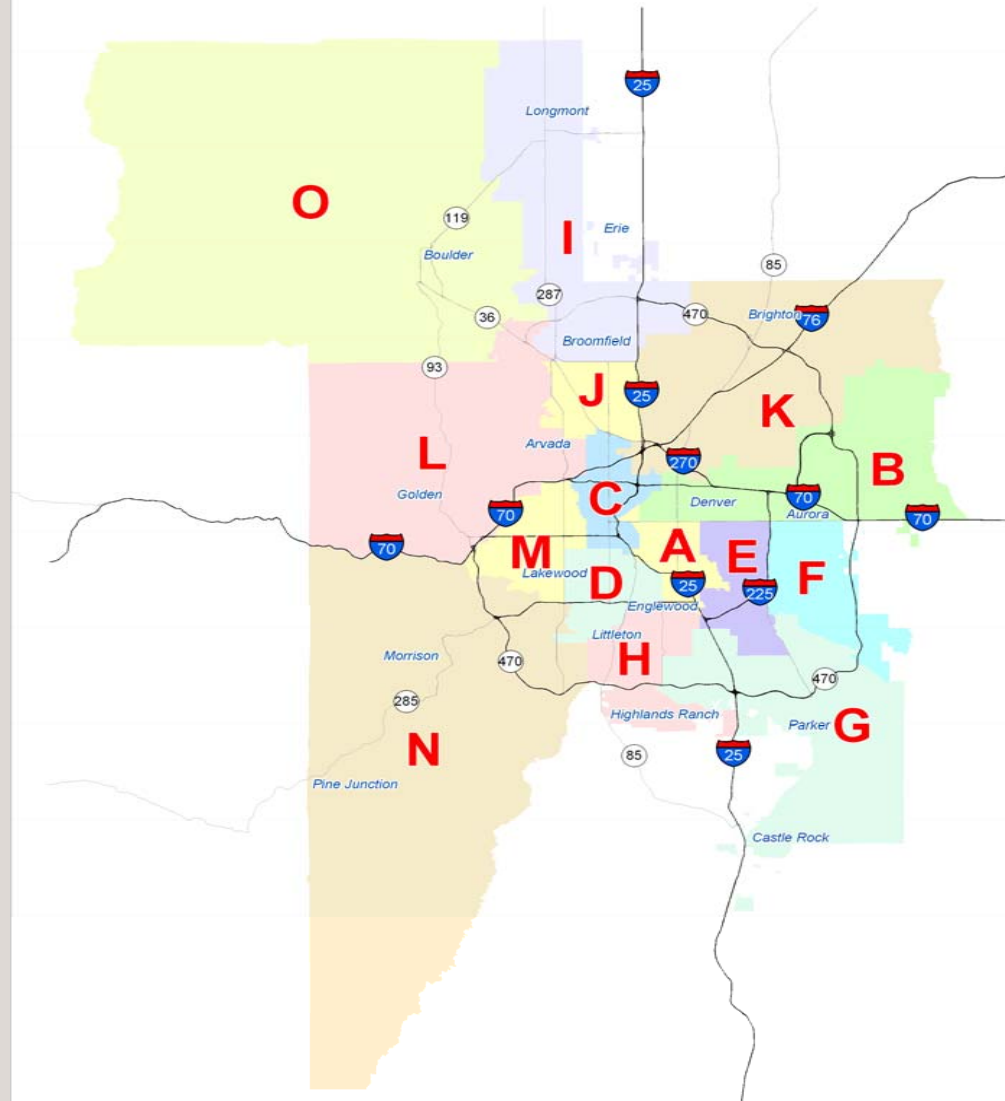 25
Longmont
O
119
I
Erie
Boulder
85
287
36
470
Brighton
76
Broomfield
93
J
25
K
Arvada
L
270
B
Golden
C
70
Denver
70
Aurora
70
70
M
A
E
F
Lakewood
D
25
225
Englewood
Littleton
H
Morrison
470
470
285
Highlands Ranch
Parker
G
N
25
85
Pine Junction
Castle Rock